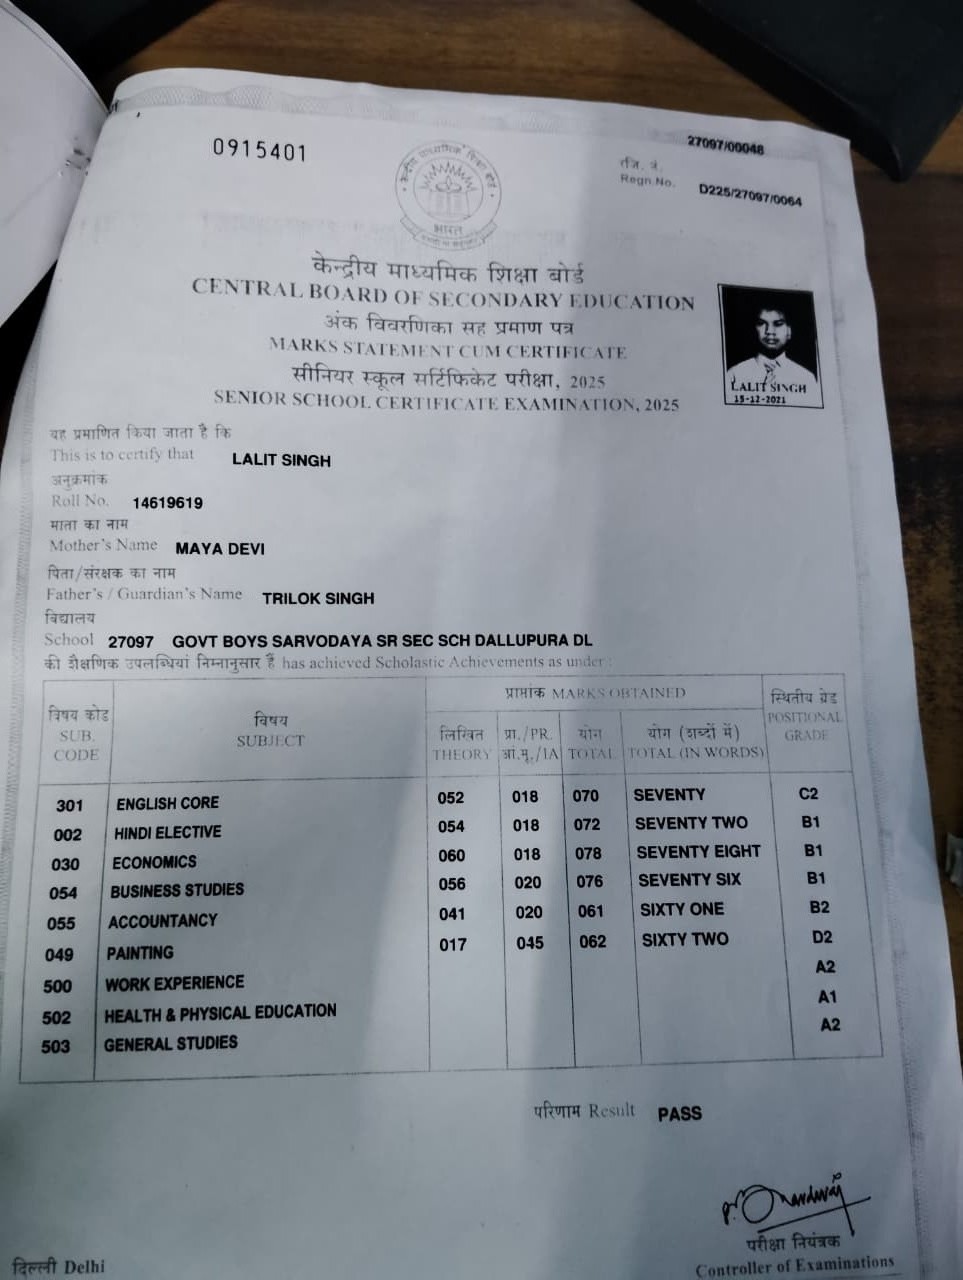 27097/00048
0915401
रजि. नं.
Regn.No. D225/27097/0064
भारत
केन्द्रीय माध्यमिक शिक्षा बोर्ड
CENTRAL BOARD OF SECONDARY EDUCATION
अंक विवरणिका सह प्रमाण पत्र
MARKS STATEMENT CUM CERTIFICATE
सीनियर स्कूल सर्टिफिकेट परीक्षा, 2025
SENIOR SCHOOL CERTIFICATE EXAMINATION, 2025
LALIT SINGH
15-12-2021
यह प्रमाणित किया जाता है कि
This is to certify that LALIT SINGH
अनुक्रमांक
Roll No. 14619619
माता का नाम
Mother's Name MAYA DEVI
पिता/संरक्षक का नाम
Father's / Guardian's Name TRILOK SINGH
विद्यालय
School 27097 GOVT BOYS SARVODAYA SR SEC SCH DALLUPURA DL
की शैक्षणिक उपलब्धियां निम्नानुसार हैं has achieved Scholastic Achievements as under :
विषय कोड
SUB.
CODE
विषय
SUBJECT
प्राप्तांक MARKS OBTAINED
लिखित
THEORY
प्रा./PR.
आं.मू./IA
योग
TOTAL
योग (शब्दों में)
TOTAL (IN WORDS)
स्थितीय ग्रेड
POSITIONAL
GRADE
301 ENGLISH CORE 052 018 070 SEVENTY C2
002 HINDI ELECTIVE 054 018 072 SEVENTY TWO B1
030 ECONOMICS 060 018 078 SEVENTY EIGHT B1
054 BUSINESS STUDIES 056 020 076 SEVENTY SIX B1
055 ACCOUNTANCY 041 020 061 SIXTY ONE B2
049 PAINTING 017 045 062 SIXTY TWO D2
500 WORK EXPERIENCE A2
502 HEALTH & PHYSICAL EDUCATION A1
503 GENERAL STUDIES A2
परिणाम Result PASS
दिल्ली Delhi
परीक्षा नियंत्रक
Controller of Examinations